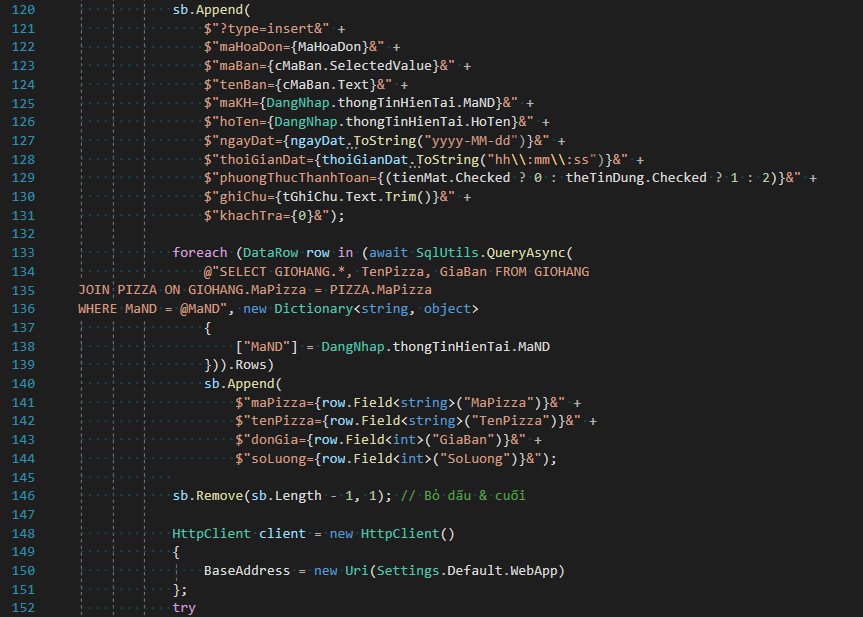 120 sb.Append(
121 $"?type=insert&" +
122 $"maHoaDon={MaHoaDon}&" +
123 $"maBan={cMaBan.SelectedValue}&" +
124 $"tenBan={cMaBan.Text}&" +
125 $"maKH={DangNhap.thongTinHienTai.MaND}&" +
126 $"hoTen={DangNhap.thongTinHienTai.HoTen}&" +
127 $"ngayDat={ngayDat.ToString("yyyy-MM-dd")}&" +
128 $"thoiGianDat={thoiGianDat.ToString("hh\\:mm\\:ss")}&" +
129 $"phuongThucThanhToan={(tienMat.Checked ? 0 : theTinDung.Checked ? 1 : 2)}&" +
130 $"ghiChu={tGhiChu.Text.Trim()}&" +
131 $"khachTra={0}&");
132
133 foreach (DataRow row in (await SqlUtils.QueryAsync(
134 @"SELECT GIOHANG.*, TenPizza, GiaBan FROM GIOHANG
135 JOIN PIZZA ON GIOHANG.MaPizza = PIZZA.MaPizza
136 WHERE MaND = @MaND", new Dictionary<string, object>
137 {
138 ["MaND"] = DangNhap.thongTinHienTai.MaND
139 })).Rows)
140 sb.Append(
141 $"maPizza={row.Field<string>("MaPizza")}&" +
142 $"tenPizza={row.Field<string>("TenPizza")}&" +
143 $"donGia={row.Field<int>("GiaBan")}&" +
144 $"soLuong={row.Field<int>("SoLuong")}&");
145
146 sb.Remove(sb.Length - 1, 1); // Bỏ dấu & cuối
147
148 HttpClient client = new HttpClient()
149 {
150 BaseAddress = new Uri(Settings.Default.WebApp)
151 };
152 try